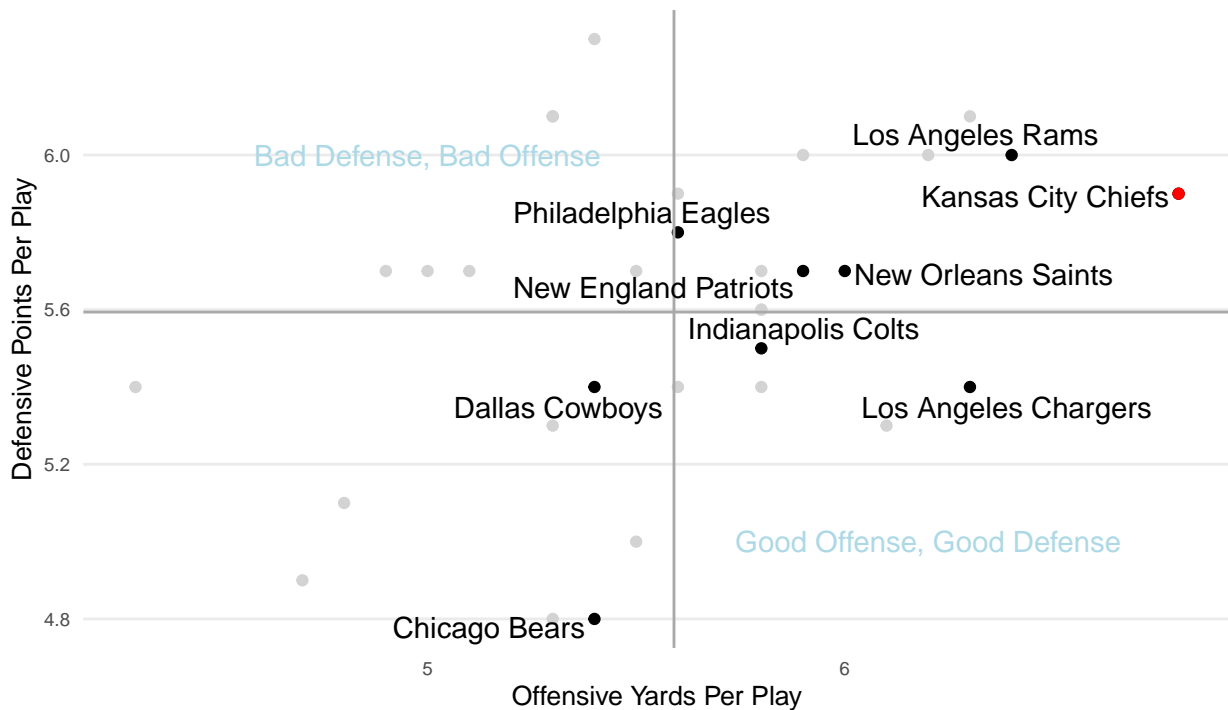 Los Angeles Rams
6.0
Bad Defense, Bad Offense
Kansas City Chiefs
Philadelphia Eagles
New Orleans Saints
New England Patriots
5.6
Indianapolis Colts
Dallas Cowboys
Los Angeles Chargers
5.2
Good Offense, Good Defense
4.8
Chicago Bears
5
6
Offensive Yards Per Play
Defensive Points Per Play